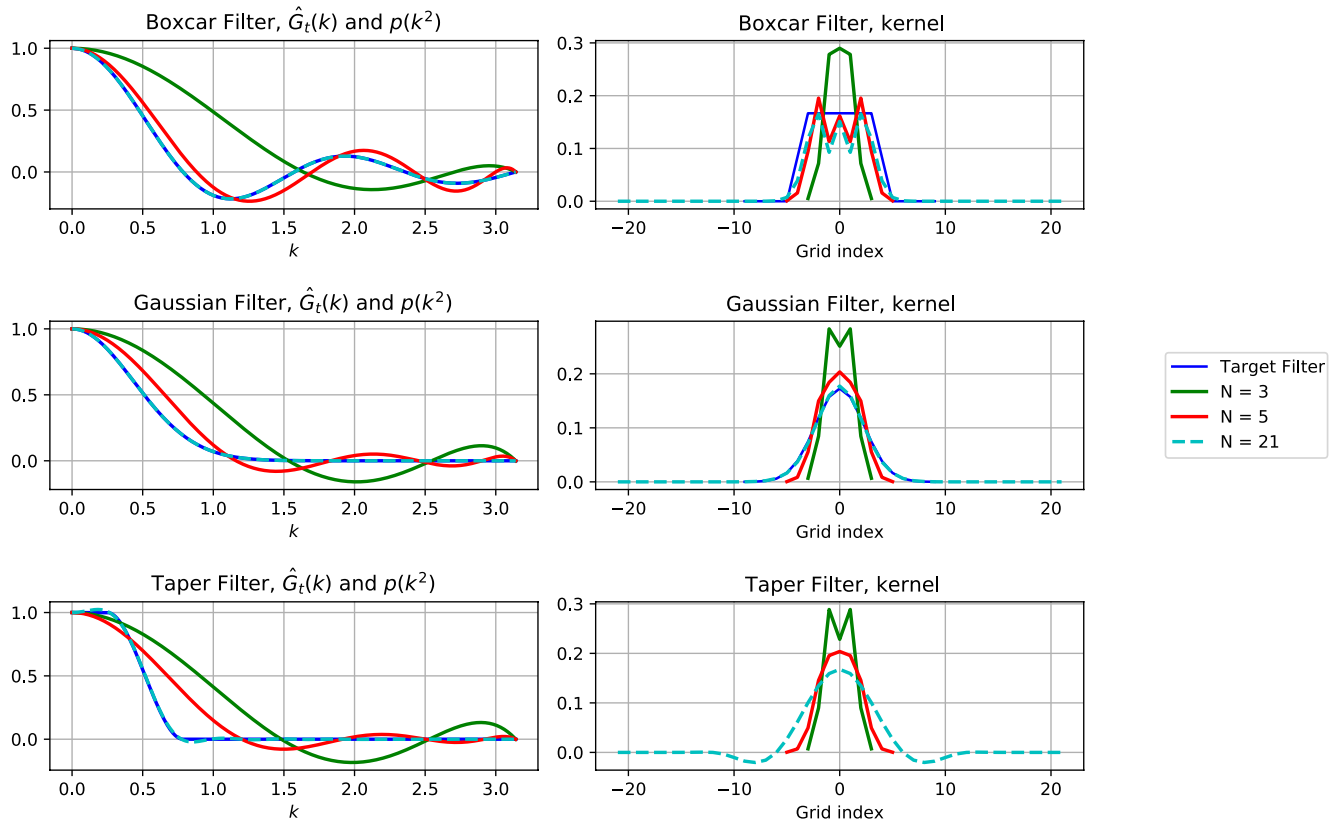 Boxcar Filter, Ĝₜ(k) and p(k²)
1.0
0.5
0.0
0.0 0.5 1.0 1.5 2.0 2.5 3.0
k
Boxcar Filter, kernel
0.3
0.2
0.1
0.0
−20 −10 0 10 20
Grid index
Gaussian Filter, Ĝₜ(k) and p(k²)
1.0
0.5
0.0
0.0 0.5 1.0 1.5 2.0 2.5 3.0
k
Gaussian Filter, kernel
0.2
0.1
0.0
−20 −10 0 10 20
Grid index
Target Filter
N = 3
N = 5
N = 21
Taper Filter, Ĝₜ(k) and p(k²)
1.0
0.5
0.0
0.0 0.5 1.0 1.5 2.0 2.5 3.0
k
Taper Filter, kernel
0.3
0.2
0.1
0.0
−20 −10 0 10 20
Grid index